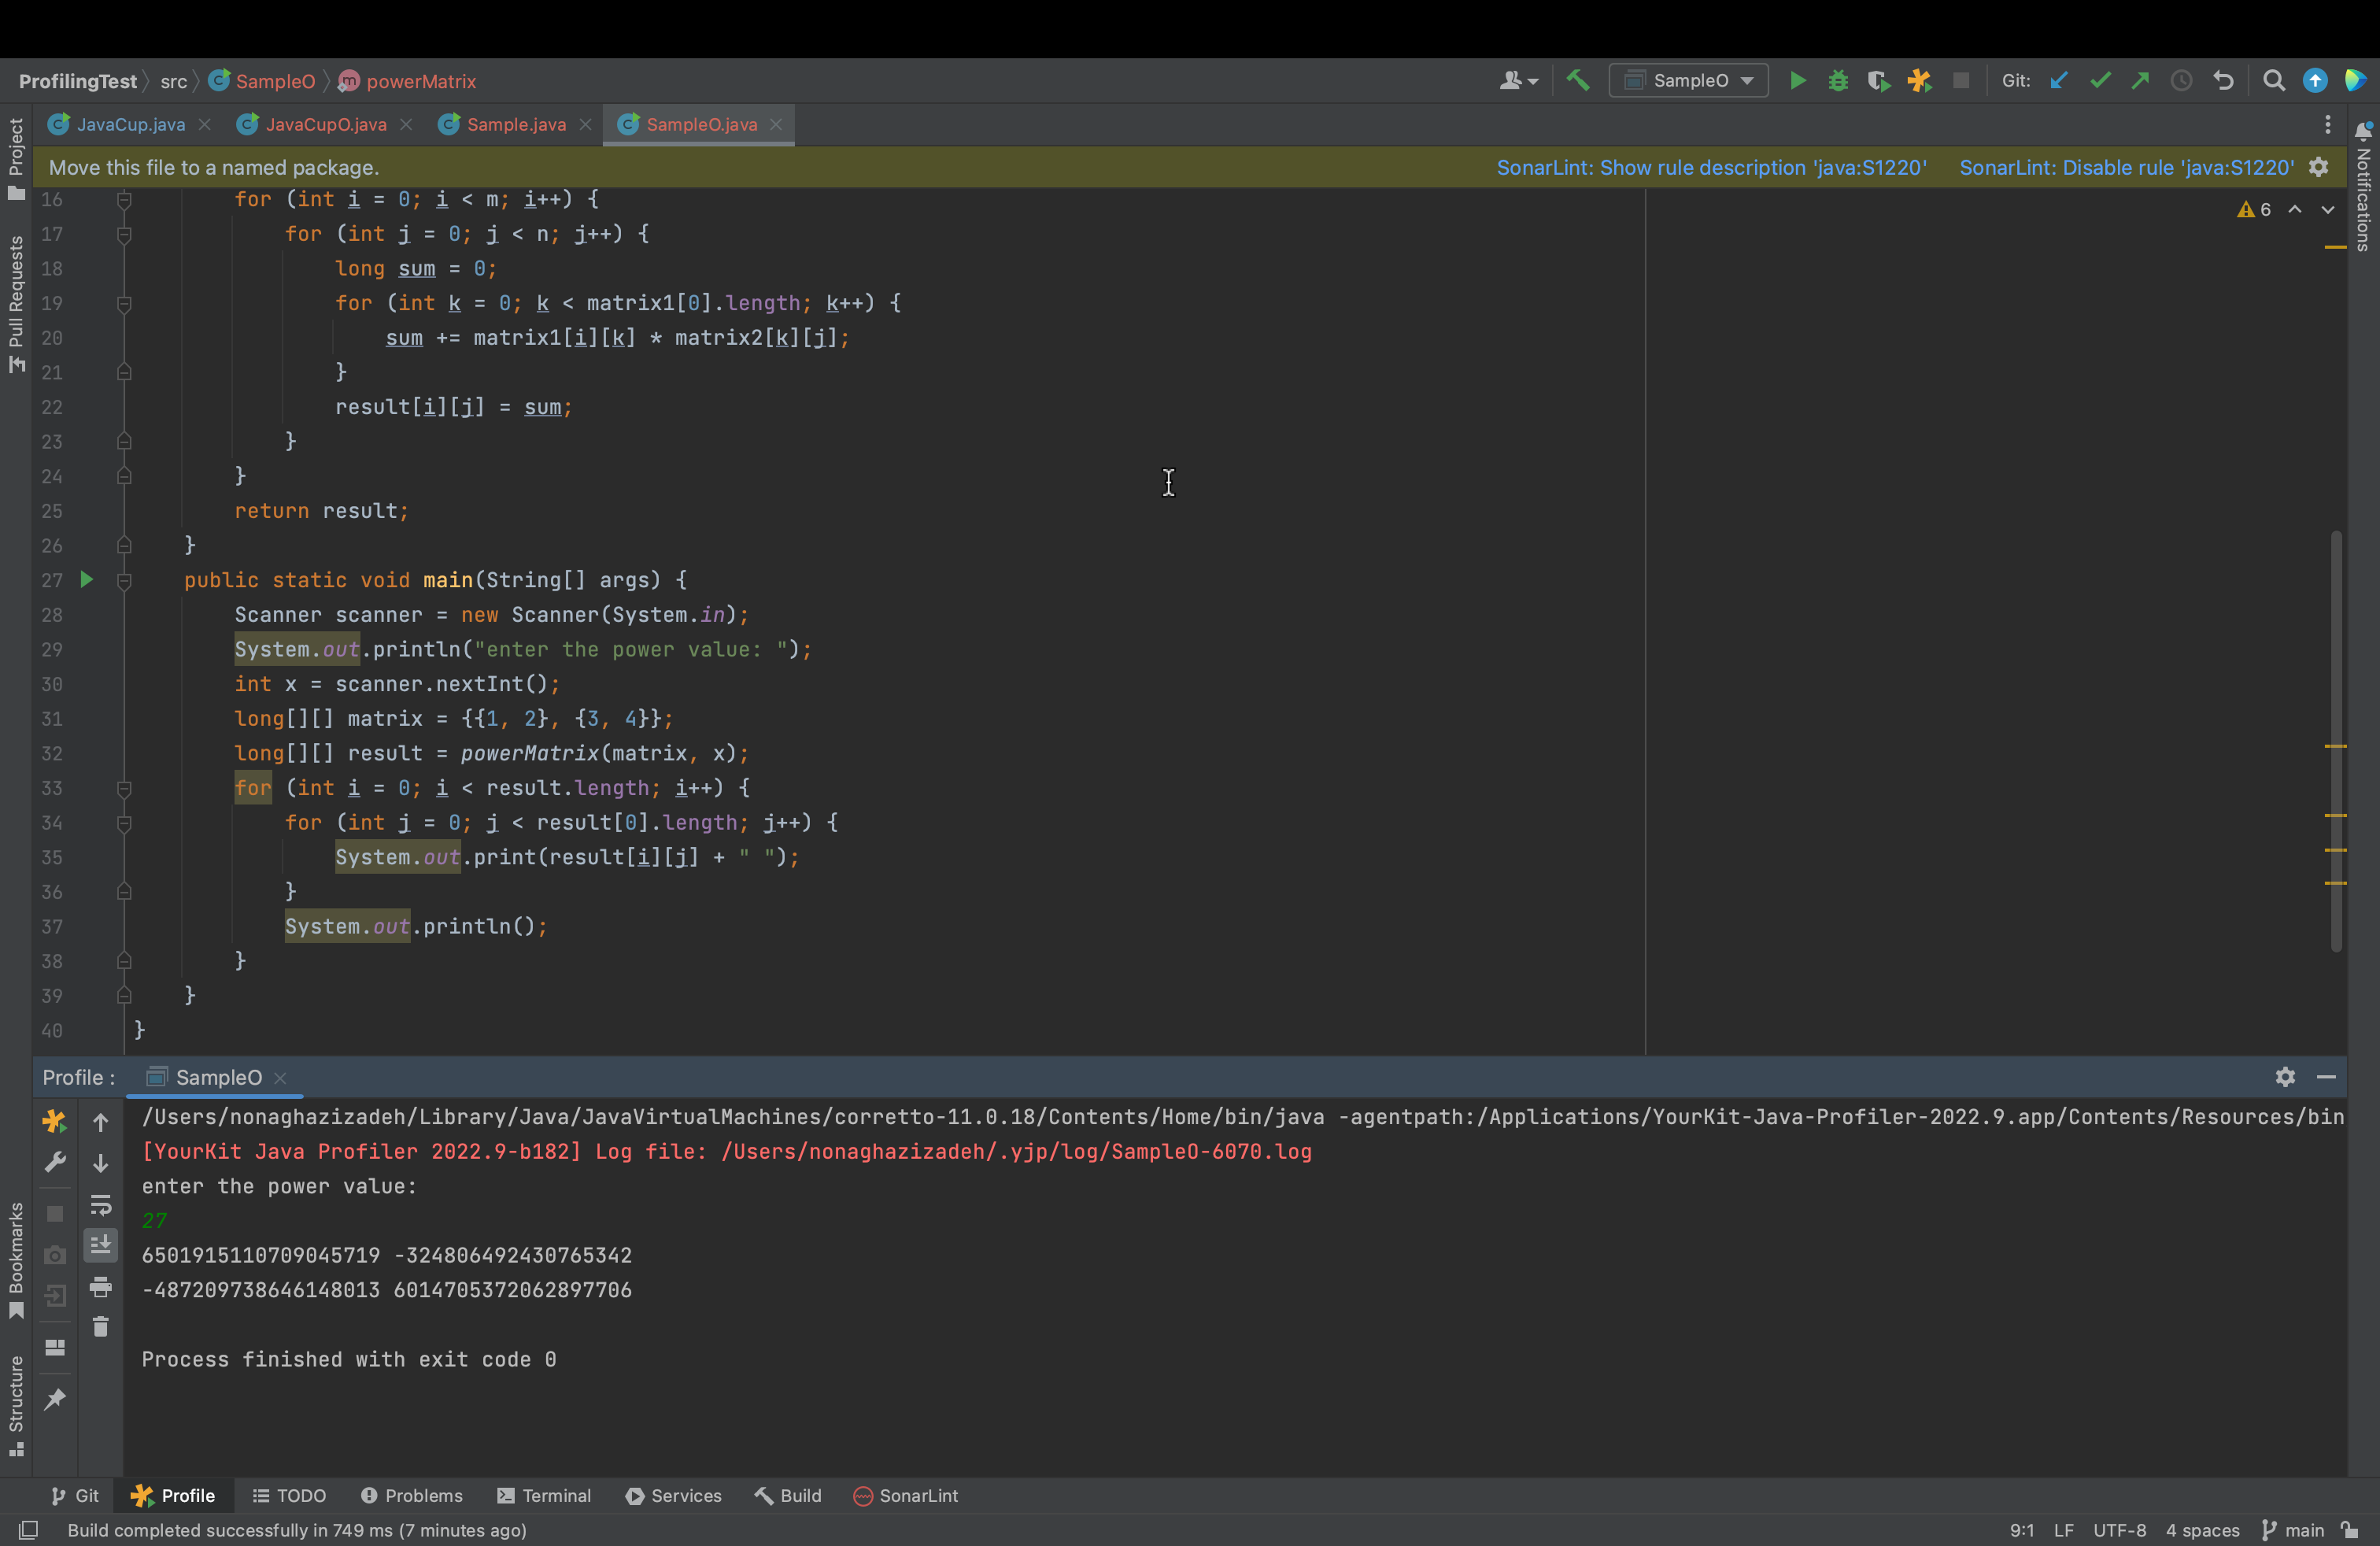 ProfilingTest src SampleO powerMatrix SampleO Git:
JavaCup.java JavaCupO.java Sample.java SampleO.java
Move this file to a named package. SonarLint: Show rule description 'java:S1220' SonarLint: Disable rule 'java:S1220'
Project
Pull Requests
Bookmarks
Structure
Notifications
6
16 for (int i = 0; i < m; i++) {
17 for (int j = 0; j < n; j++) {
18 long sum = 0;
19 for (int k = 0; k < matrix1[0].length; k++) {
20 sum += matrix1[i][k] * matrix2[k][j];
21 }
22 result[i][j] = sum;
23 }
24 }
25 return result;
26 }
27 public static void main(String[] args) {
28 Scanner scanner = new Scanner(System.in);
29 System.out.println("enter the power value: ");
30 int x = scanner.nextInt();
31 long[][] matrix = {{1, 2}, {3, 4}};
32 long[][] result = powerMatrix(matrix, x);
33 for (int i = 0; i < result.length; i++) {
34 for (int j = 0; j < result[0].length; j++) {
35 System.out.print(result[i][j] + " ");
36 }
37 System.out.println();
38 }
39 }
40 }
Profile : SampleO
/Users/nonaghazizadeh/Library/Java/JavaVirtualMachines/corretto-11.0.18/Contents/Home/bin/java -agentpath:/Applications/YourKit-Java-Profiler-2022.9.app/Contents/Resources/bin
[YourKit Java Profiler 2022.9-b182] Log file: /Users/nonaghazizadeh/.yjp/log/SampleO-6070.log
enter the power value:
27
6501915110709045719 -324806492430765342
-487209738646148013 6014705372062897706
Process finished with exit code 0
Git Profile TODO Problems Terminal Services Build SonarLint
Build completed successfully in 749 ms (7 minutes ago) 9:1 LF UTF-8 4 spaces main